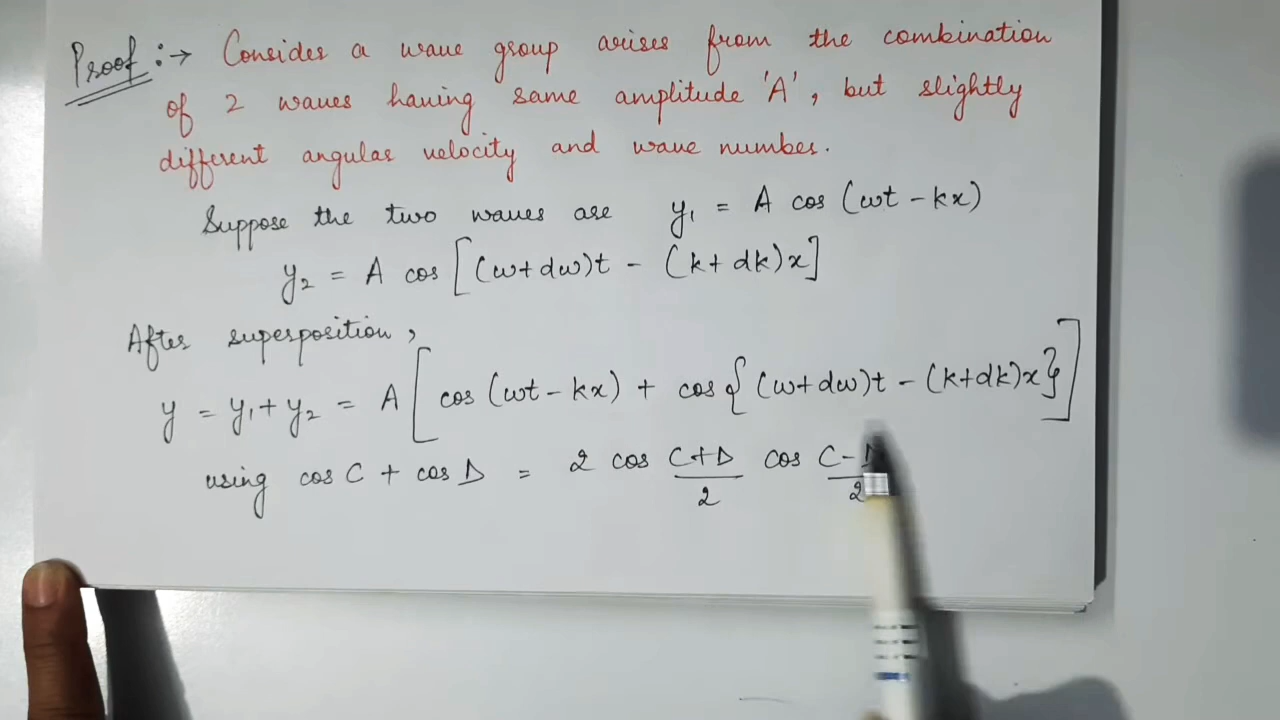 Proof :→ Consider a wave group arises from the combination
of 2 waves having same amplitude 'A', but slightly
different angular velocity and wave number.
Suppose the two waves are y₁ = A cos (ωt - kx)
y₂ = A cos [(ω+dω)t - (k+dk)x]
After superposition,
y = y₁+y₂ = A [cos (ωt - kx) + cos {(ω+dω)t - (k+dk)x}]
using cos C + cos D = 2 cos (C+D)/2 cos (C-D)/2